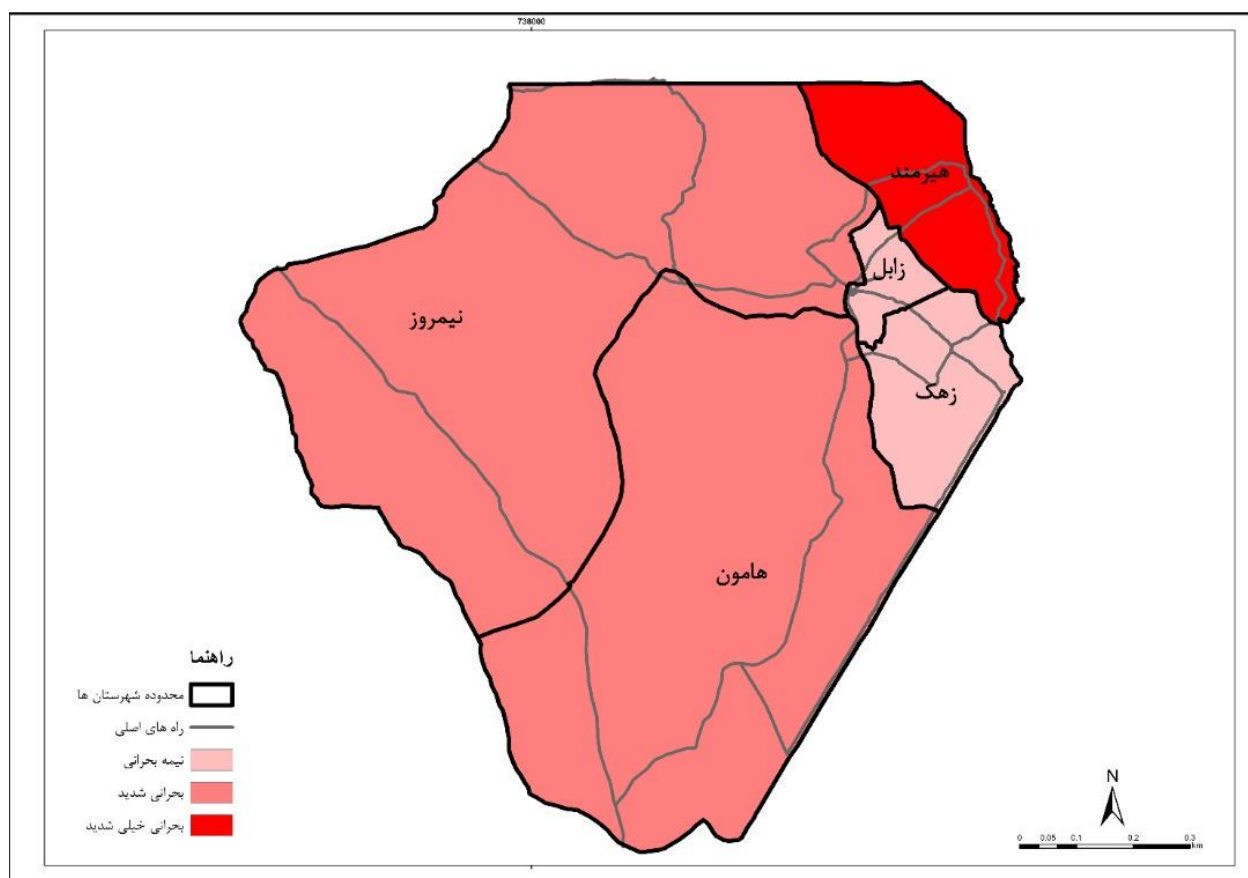 738000
هیرمند
زابل
نیمروز
زهک
هامون
راهنما
محدوده شهرستان ها
راه های اصلی
نیمه بحرانی
بحرانی شدید
بحرانی خیلی شدید
N
0 0.05 0.1 0.2 0.3
km